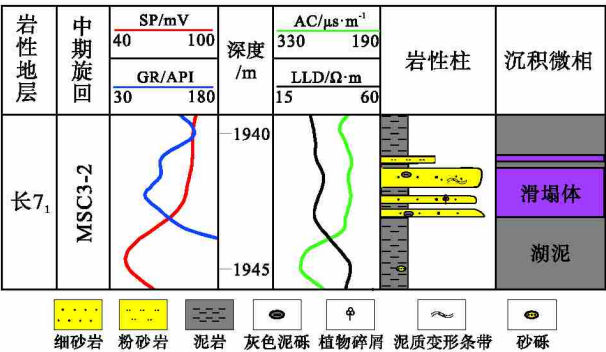 岩性地层
中期旋回
SP/mV
40 100
GR/API
30 180
深度
/m
AC/μs·m⁻¹
330 190
LLD/Ω·m
15 60
岩性柱
沉积微相
长7₁
MSC3-2
1940
1945
滑塌体
湖泥
细砂岩 粉砂岩 泥岩 灰色泥砾 植物碎屑 泥质变形条带 砂砾